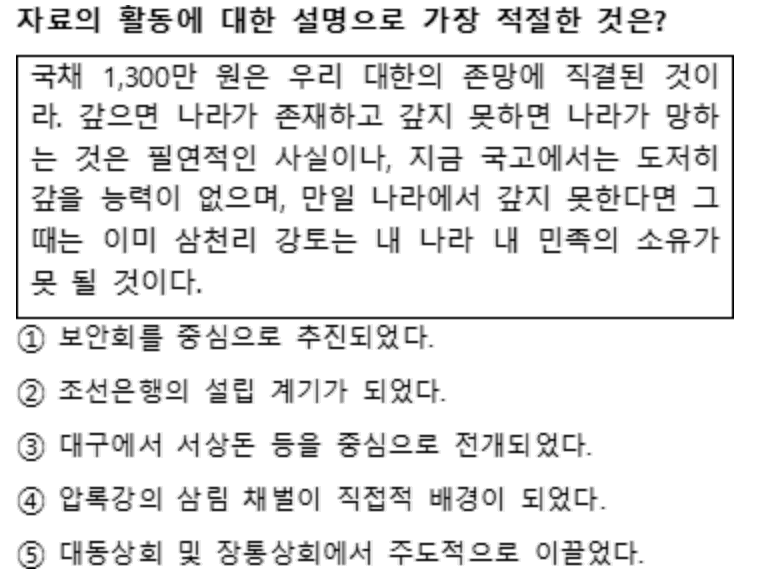 자료의 활동에 대한 설명으로 가장 적절한 것은?
국채 1,300만 원은 우리 대한의 존망에 직결된 것이
라. 갚으면 나라가 존재하고 갚지 못하면 나라가 망하
는 것은 필연적인 사실이나, 지금 국고에서는 도저히
갚을 능력이 없으며, 만일 나라에서 갚지 못한다면 그
때는 이미 삼천리 강토는 내 나라 내 민족의 소유가
못 될 것이다.
① 보안회를 중심으로 추진되었다.
② 조선은행의 설립 계기가 되었다.
③ 대구에서 서상돈 등을 중심으로 전개되었다.
④ 압록강의 삼림 채벌이 직접적 배경이 되었다.
⑤ 대동상회 및 장통상회에서 주도적으로 이끌었다.